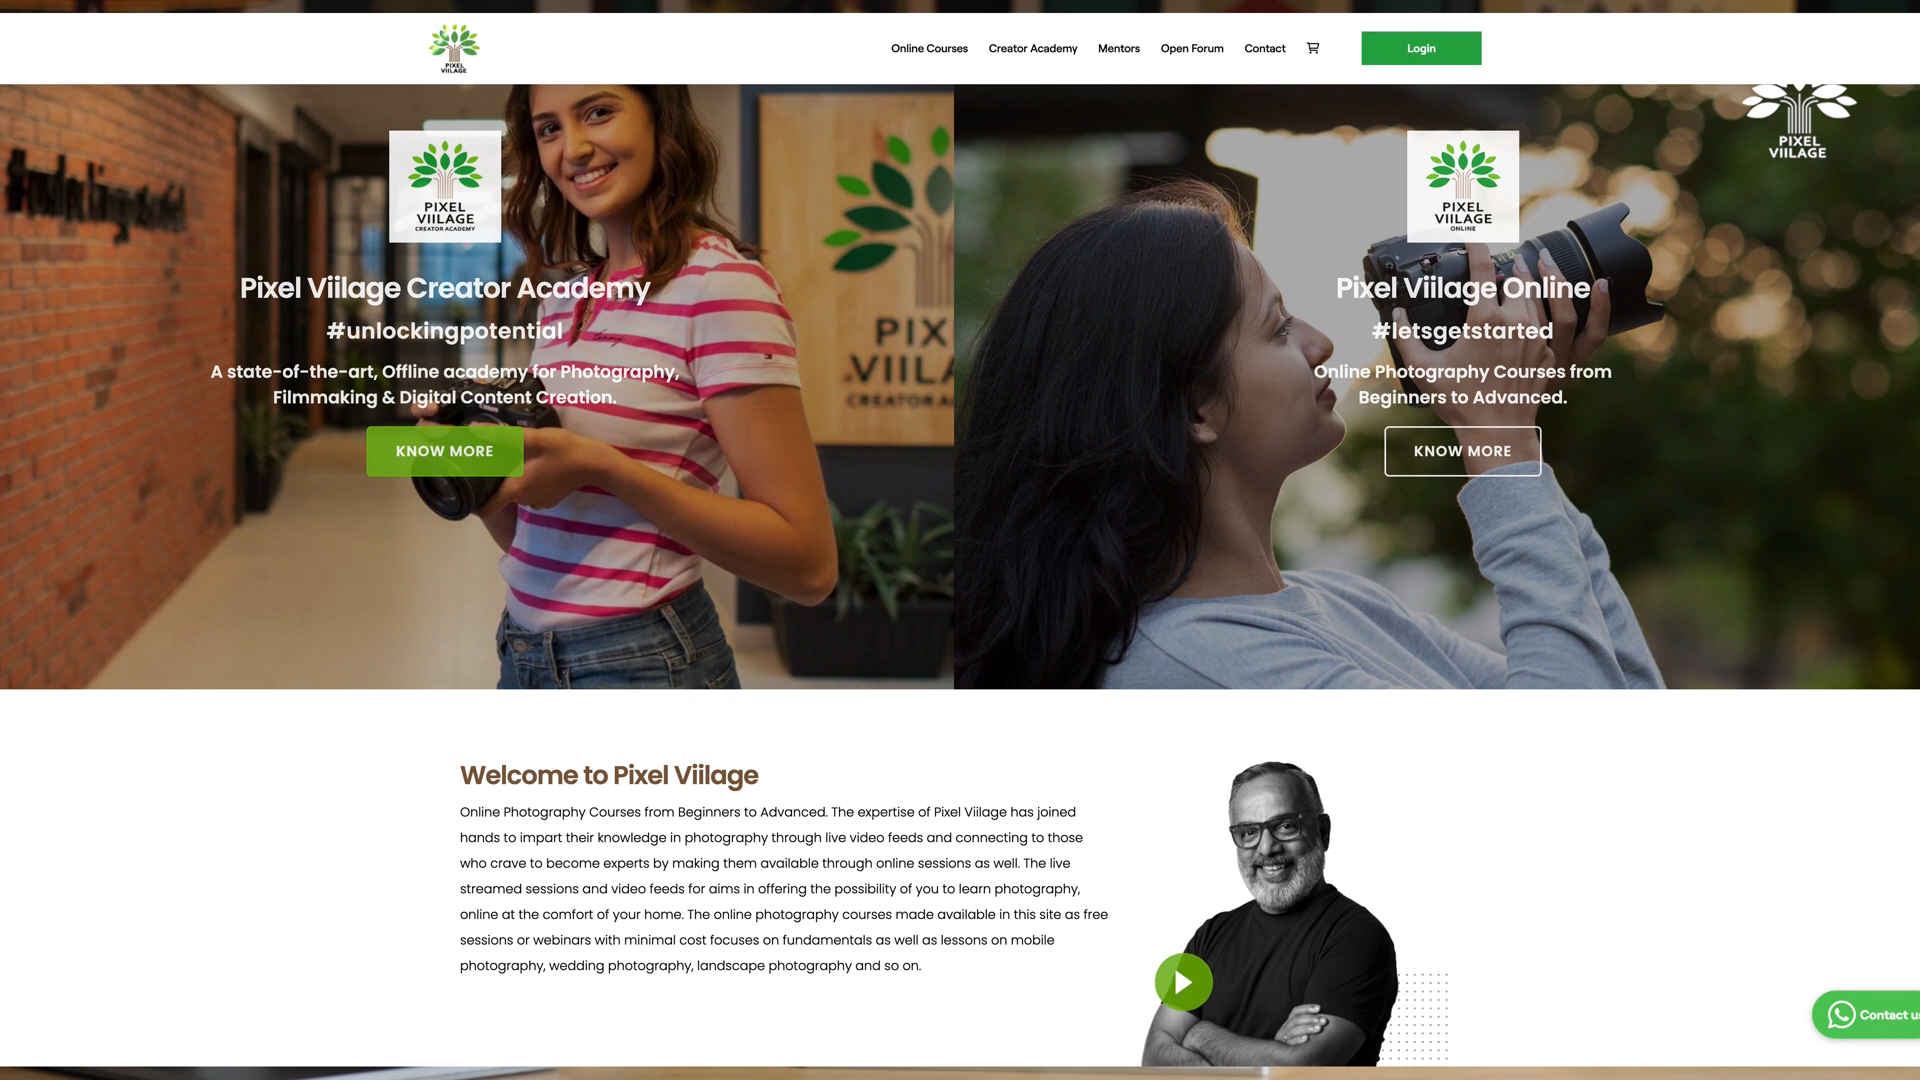 PIXEL
VIILAGE
Online Courses
Creator Academy
Mentors
Open Forum
Contact
Login
PIXEL
VIILAGE
CREATOR ACADEMY
Pixel Viilage Creator Academy
#unlockingpotential
A state-of-the-art, Offline academy for Photography,
Filmmaking & Digital Content Creation.
KNOW MORE
PIXEL
VIILAGE
ONLINE
Pixel Viilage Online
#letsgetstarted
Online Photography Courses from
Beginners to Advanced.
KNOW MORE
PIXEL
VIILAGE
Welcome to Pixel Viilage
Online Photography Courses from Beginners to Advanced. The expertise of Pixel Viilage has joined
hands to impart their knowledge in photography through live video feeds and connecting to those
who crave to become experts by making them available through online sessions as well. The live
streamed sessions and video feeds for aims in offering the possibility of you to learn photography,
online at the comfort of your home. The online photography courses made available in this site as free
sessions or webinars with minimal cost focuses on fundamentals as well as lessons on mobile
photography, wedding photography, landscape photography and so on.
Contact us